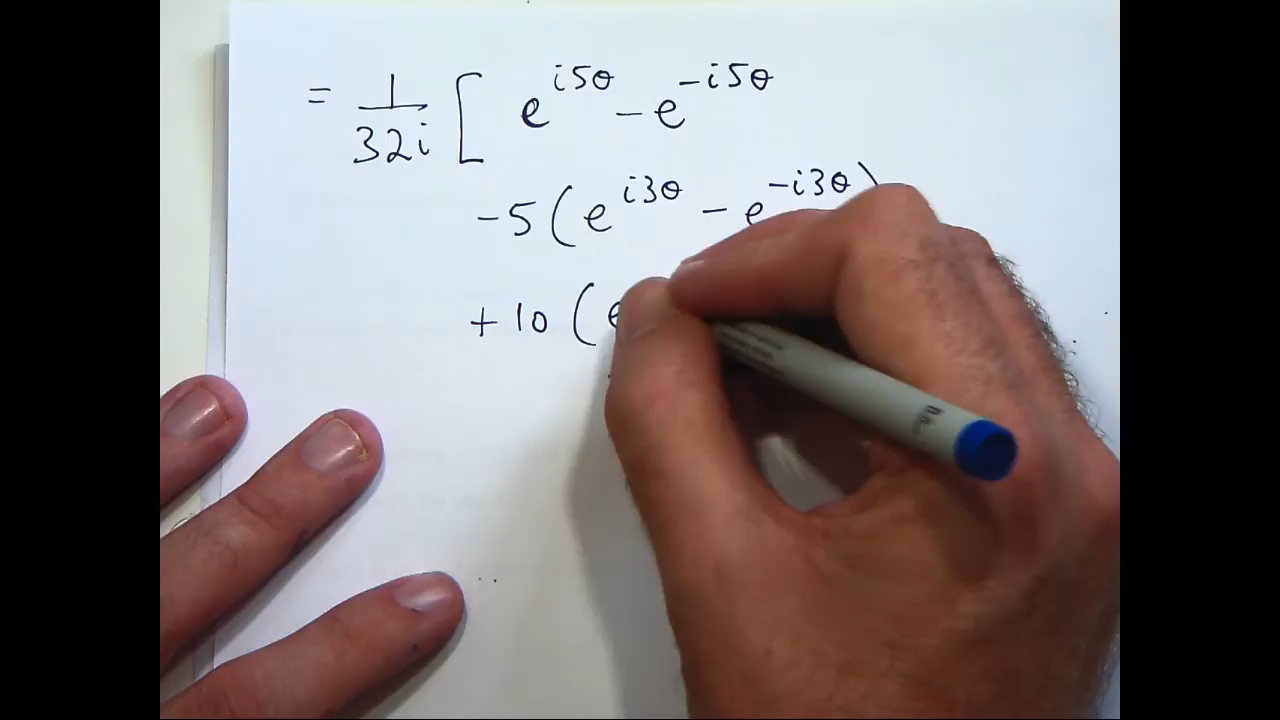 = 1/32i [ e^{i5θ} - e^{-i5θ}
-5 ( e^{i3θ} - e^{-i3θ} )
+10 ( e